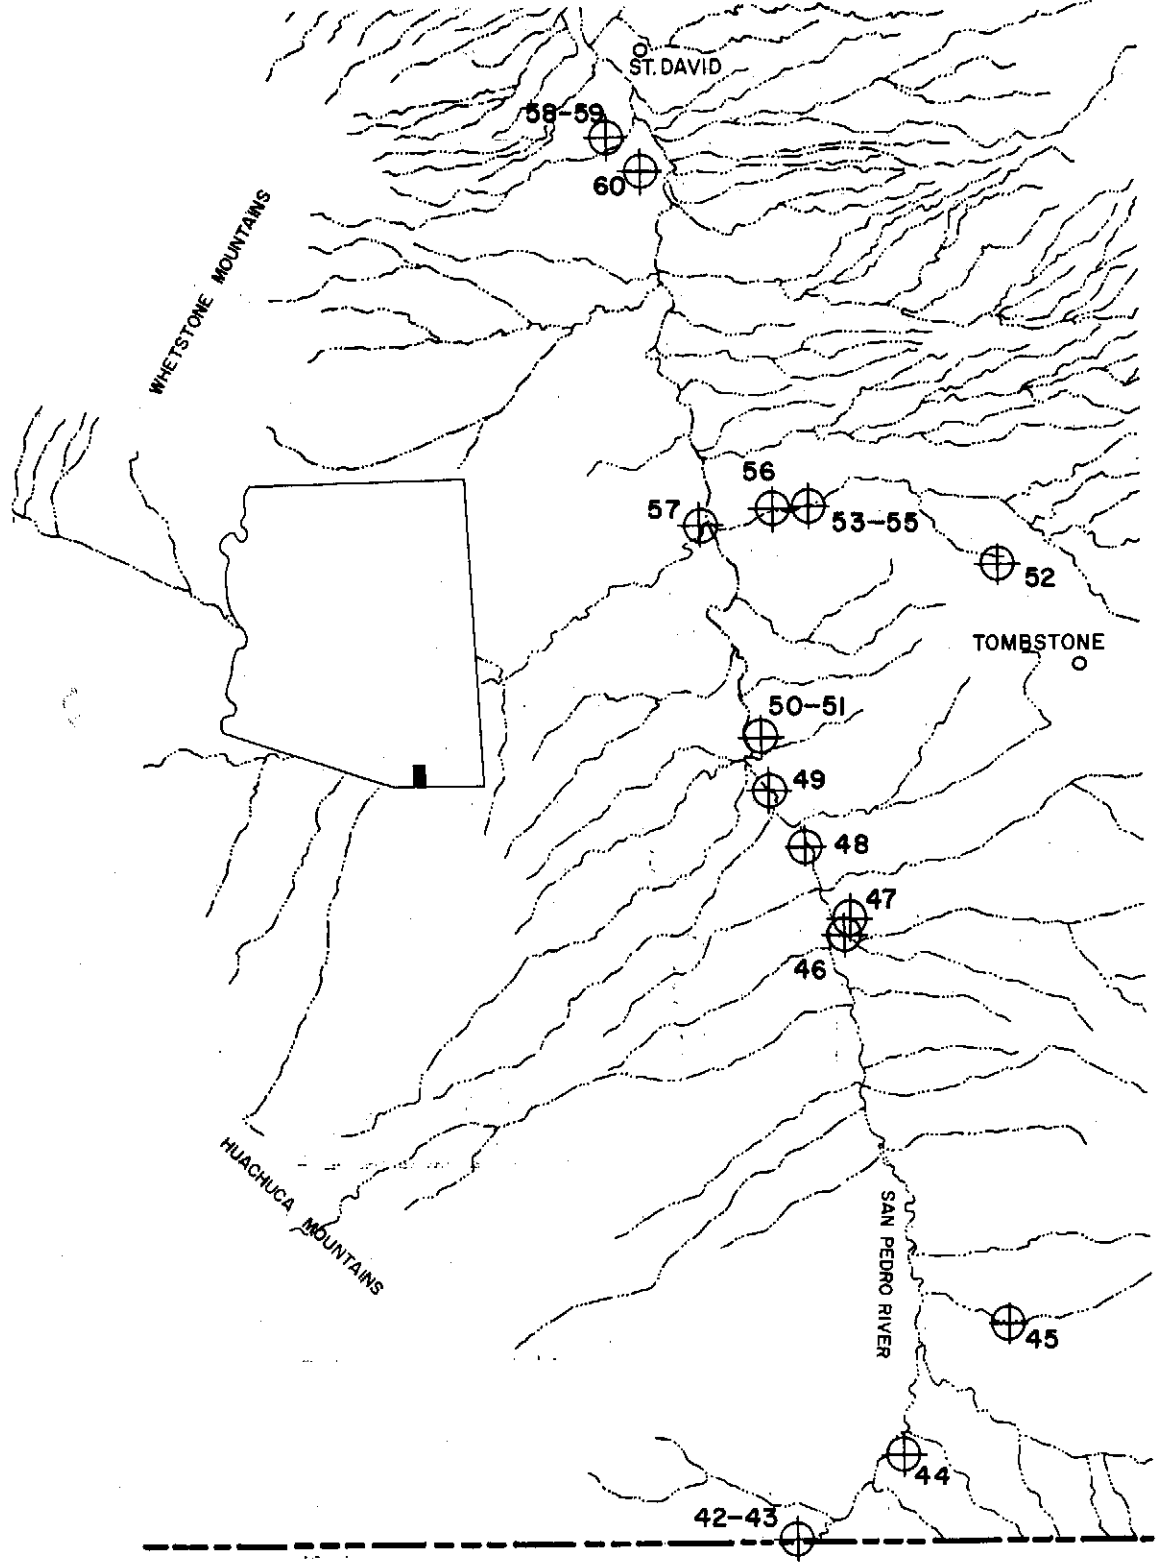 ST. DAVID
58-59
60
WHETSTONE MOUNTAINS
56
57
53-55
52
TOMBSTONE
50-51
49
48
47
46
HUACHUCA MOUNTAINS
SAN PEDRO RIVER
45
44
42-43